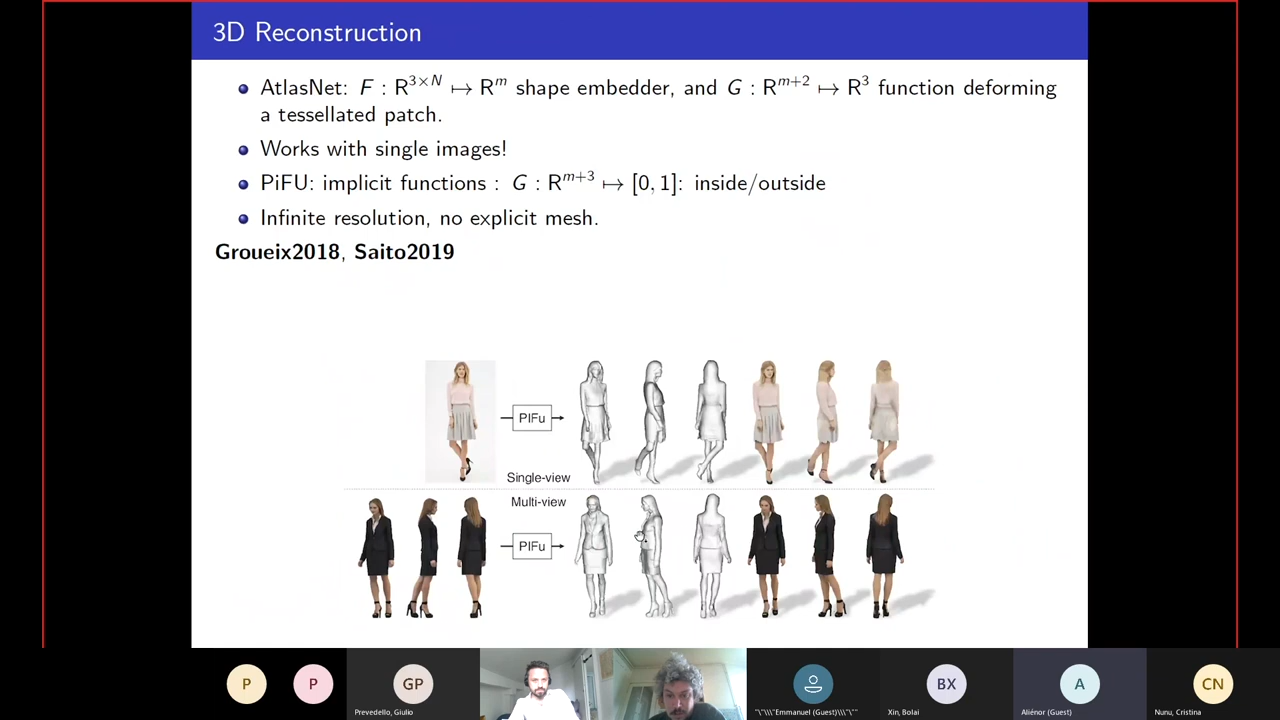 3D Reconstruction
AtlasNet: F : R^{3×N} ↦ R^m shape embedder, and G : R^{m+2} ↦ R^3 function deforming
a tessellated patch.
Works with single images!
PiFU: implicit functions : G : R^{m+3} ↦ [0, 1]: inside/outside
Infinite resolution, no explicit mesh.
Groueix2018, Saito2019
PIFu
Single-view
Multi-view
PIFu
P
P
GP
BX
A
CN
Prevedello, Giulio
"\"\\\"Emmanuel (Guest)\\\"\""
Xin, Bolai
Aliénor (Guest)
Nunu, Cristina